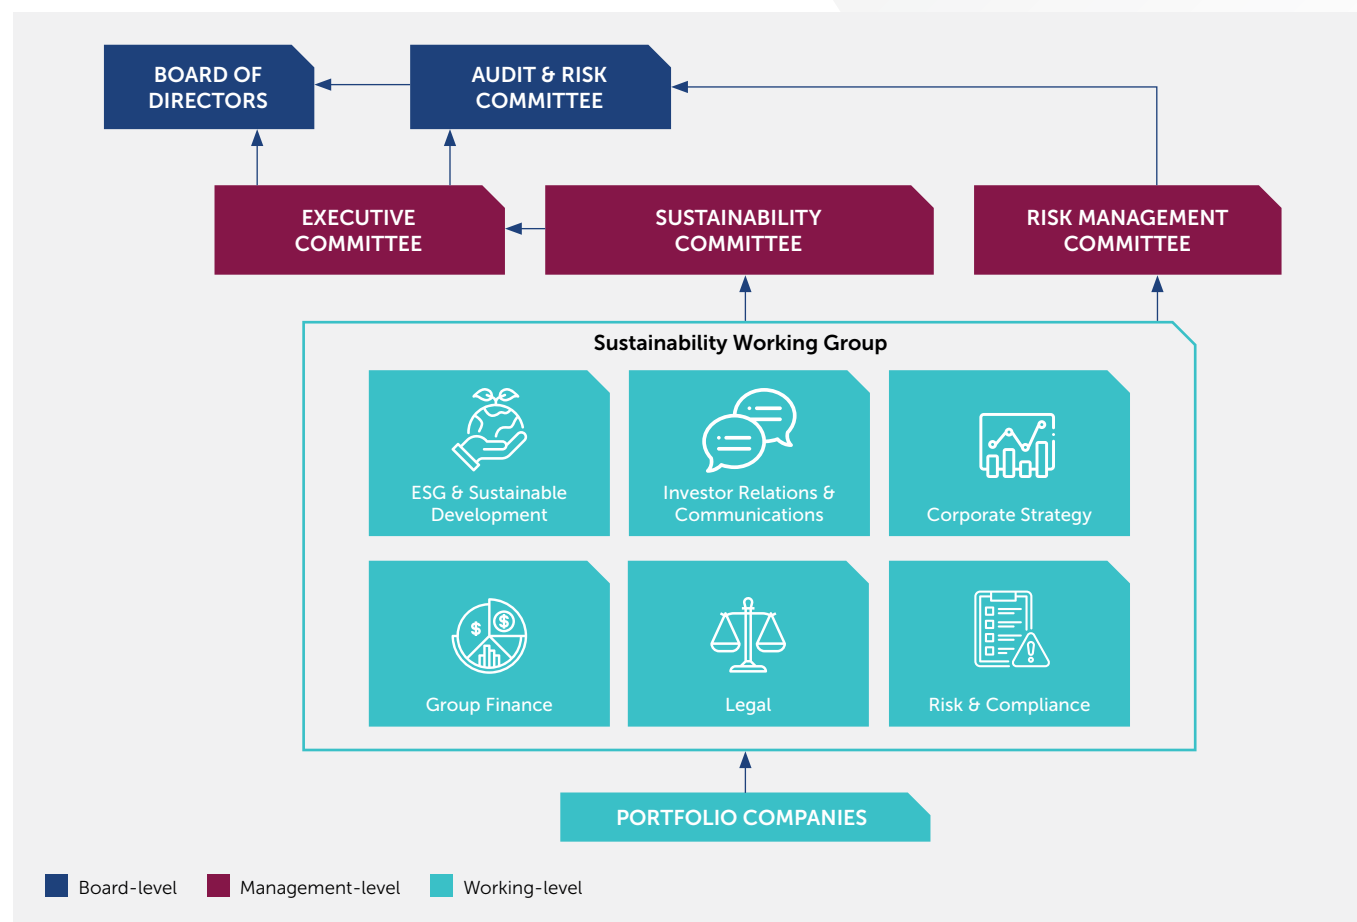 BOARD OF
DIRECTORS
AUDIT & RISK
COMMITTEE
EXECUTIVE
COMMITTEE
SUSTAINABILITY
COMMITTEE
RISK MANAGEMENT
COMMITTEE
Sustainability Working Group
ESG & Sustainable
Development
Investor Relations &
Communications
Corporate Strategy
$
$
Group Finance
Legal
Risk & Compliance
PORTFOLIO COMPANIES
Board-level
Management-level
Working-level